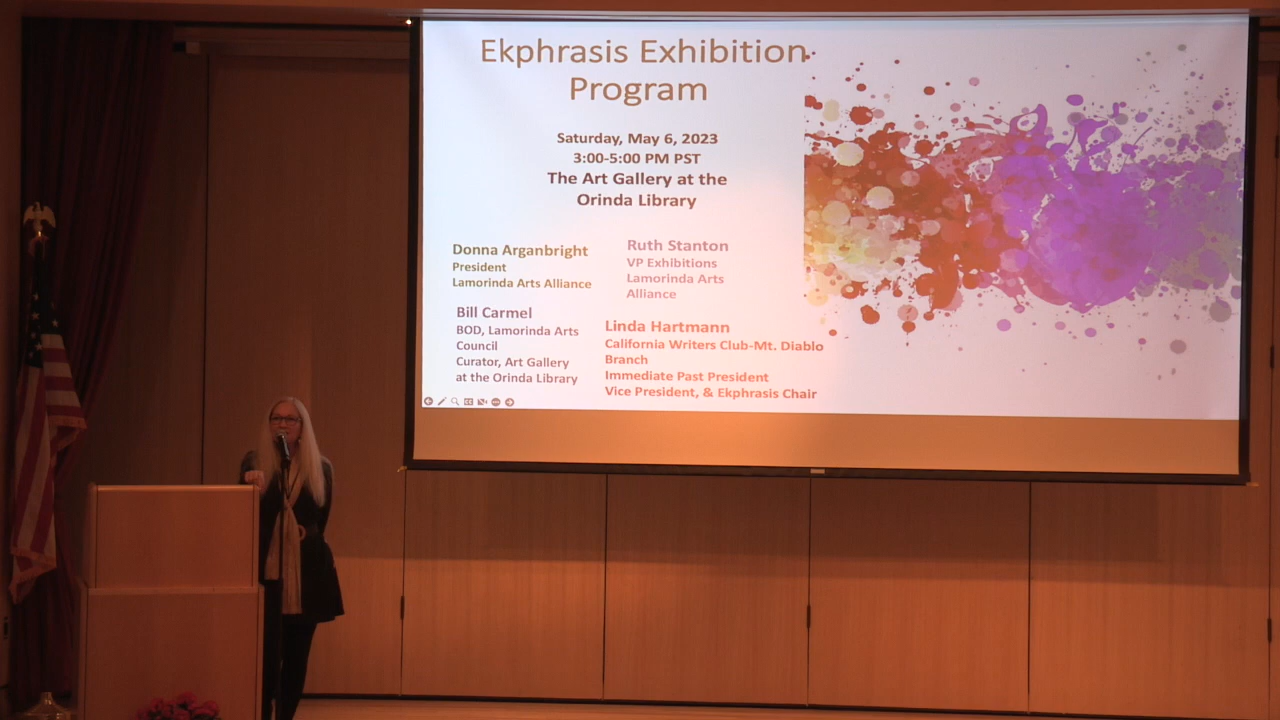 Ekphrasis Exhibition
Program
Saturday, May 6, 2023
3:00-5:00 PM PST
The Art Gallery at the
Orinda Library
Donna Arganbright
President
Lamorinda Arts Alliance
Ruth Stanton
VP Exhibitions
Lamorinda Arts
Alliance
Bill Carmel
BOD, Lamorinda Arts
Council
Curator, Art Gallery
at the Orinda Library
Linda Hartmann
California Writers Club-Mt. Diablo
Branch
Immediate Past President
Vice President, & Ekphrasis Chair